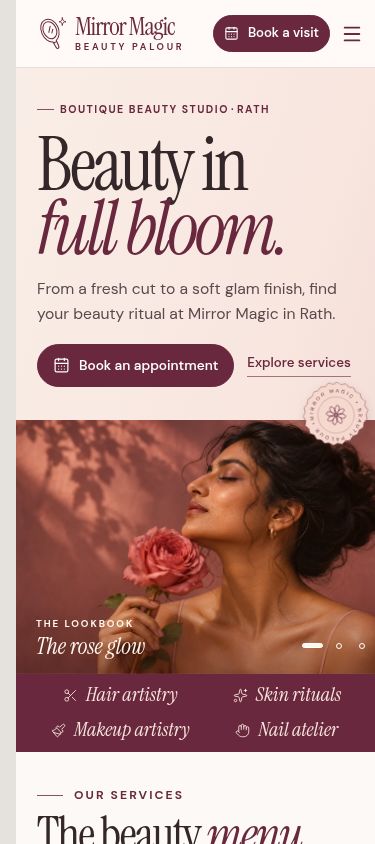 Mirror Magic
BEAUTY PALOUR
Book a visit
BOUTIQUE BEAUTY STUDIO · RATH
Beauty in
full bloom.
From a fresh cut to a soft glam finish, find
your beauty ritual at Mirror Magic in Rath.
Book an appointment
Explore services
THE LOOKBOOK
The rose glow
Hair artistry
Skin rituals
Makeup artistry
Nail atelier
OUR SERVICES
The beauty menu